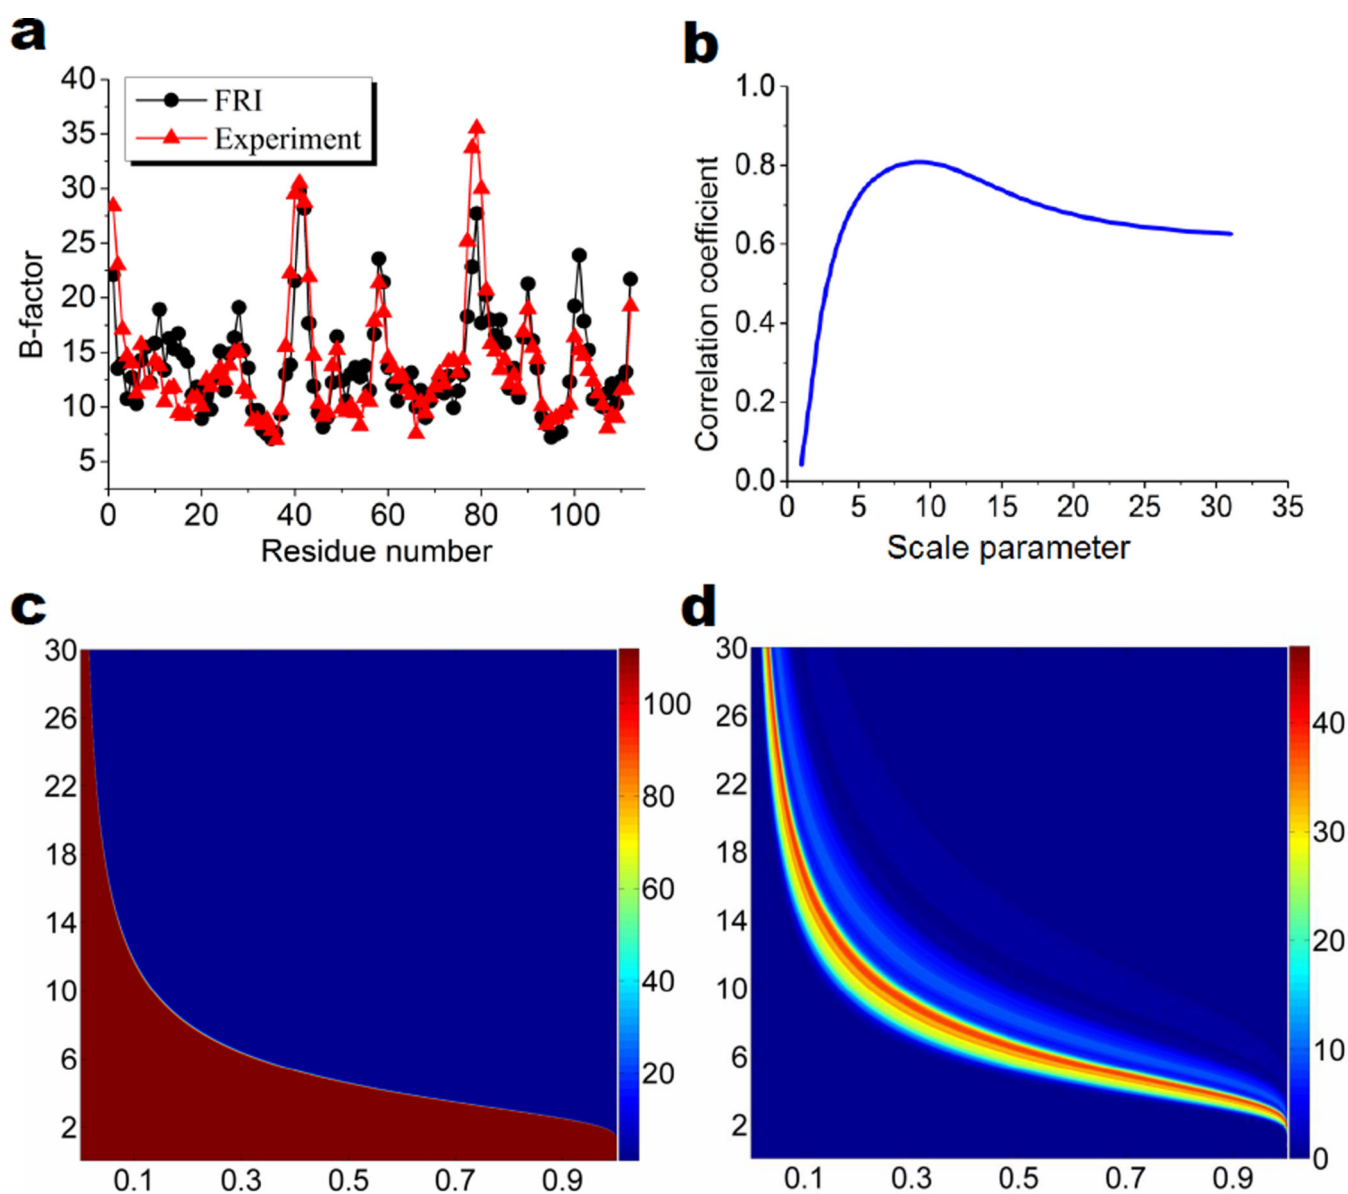 a
40
35
30
25
20
15
10
5
B-factor
FRI
Experiment
0 20 40 60 80 100
Residue number
b
1.0
0.8
0.6
0.4
0.2
0.0
Correlation coefficient
0 5 10 15 20 25 30 35
Scale parameter
c
30
26
22
18
14
10
6
2
0.1 0.3 0.5 0.7 0.9
100
80
60
40
20
d
30
26
22
18
14
10
6
2
0.1 0.3 0.5 0.7 0.9
40
30
20
10
0